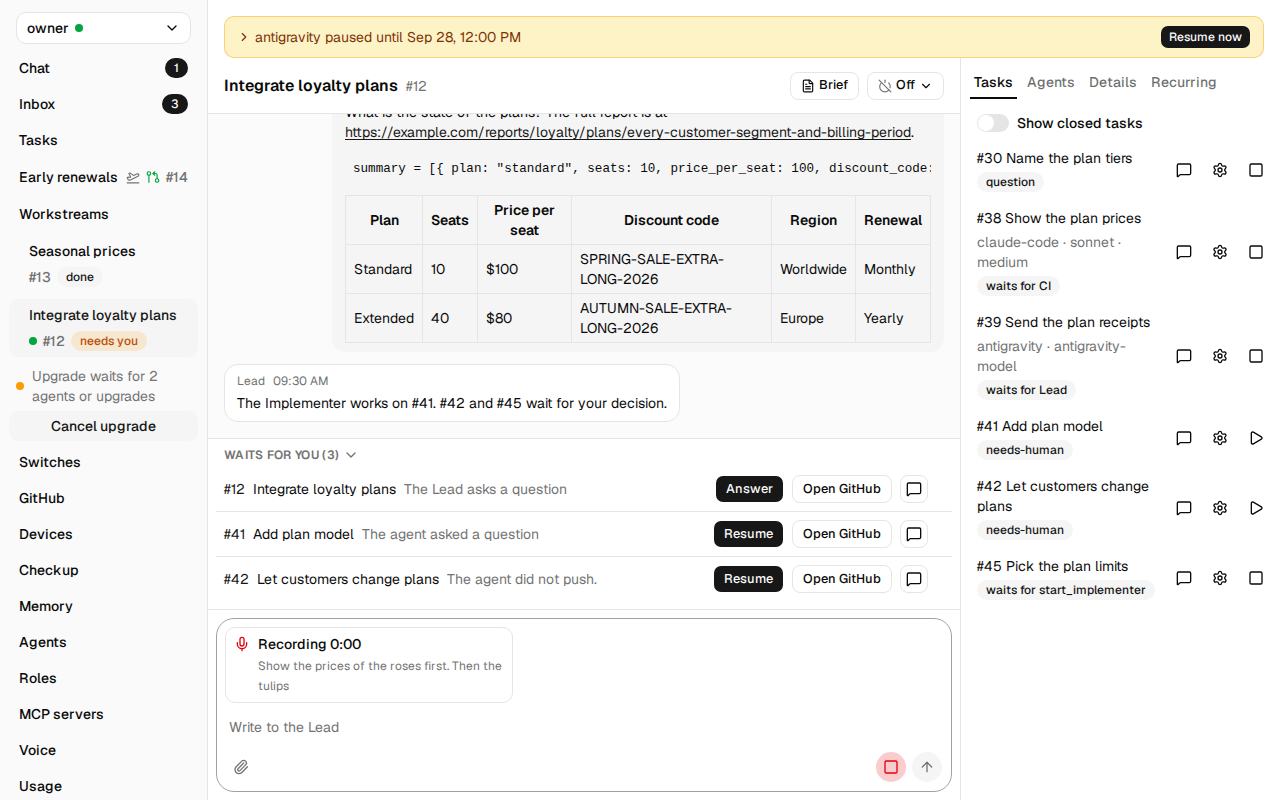 owner
Chat 1
Inbox 3
Tasks
Early renewals #14
Workstreams
Seasonal prices
#13 done
Integrate loyalty plans
#12 needs you
Upgrade waits for 2
agents or upgrades
Cancel upgrade
Switches
GitHub
Devices
Checkup
Memory
Agents
Roles
MCP servers
Voice
Usage
antigravity paused until Sep 28, 12:00 PM
Resume now
Integrate loyalty plans #12
Brief
Off
What is the state of the plans? The full report is at
https://example.com/reports/loyalty/plans/every-customer-segment-and-billing-period.
summary = [{ plan: "standard", seats: 10, price_per_seat: 100, discount_code:
Plan Seats Price per seat Discount code Region Renewal
Standard 10 $100 SPRING-SALE-EXTRA-
LONG-2026 Worldwide Monthly
Extended 40 $80 AUTUMN-SALE-EXTRA-
LONG-2026 Europe Yearly
Lead 09:30 AM
The Implementer works on #41. #42 and #45 wait for your decision.
WAITS FOR YOU (3)
#12 Integrate loyalty plans The Lead asks a question Answer Open GitHub
#41 Add plan model The agent asked a question Resume Open GitHub
#42 Let customers change plans The agent did not push. Resume Open GitHub
Recording 0:00
Show the prices of the roses first. Then the
tulips
Write to the Lead
Tasks Agents Details Recurring
Show closed tasks
#30 Name the plan tiers
question
#38 Show the plan prices
claude-code · sonnet ·
medium
waits for CI
#39 Send the plan receipts
antigravity · antigravity-
model
waits for Lead
#41 Add plan model
needs-human
#42 Let customers change
plans
needs-human
#45 Pick the plan limits
waits for start_implementer